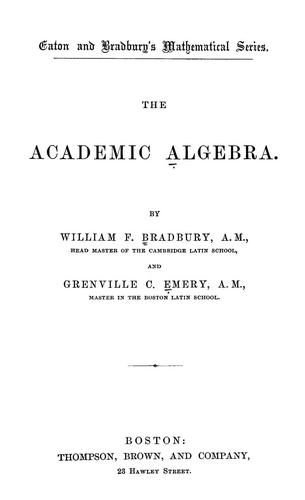 Eaton and Bradbury's Mathematical Series.
THE
ACADEMIC ALGEBRA.
BY
WILLIAM F. BRADBURY, A.M.,
HEAD MASTER OF THE CAMBRIDGE LATIN SCHOOL,
AND
GRENVILLE C. EMERY, A.M.,
MASTER IN THE BOSTON LATIN SCHOOL.
BOSTON:
THOMPSON, BROWN, AND COMPANY,
23 HAWLEY STREET.